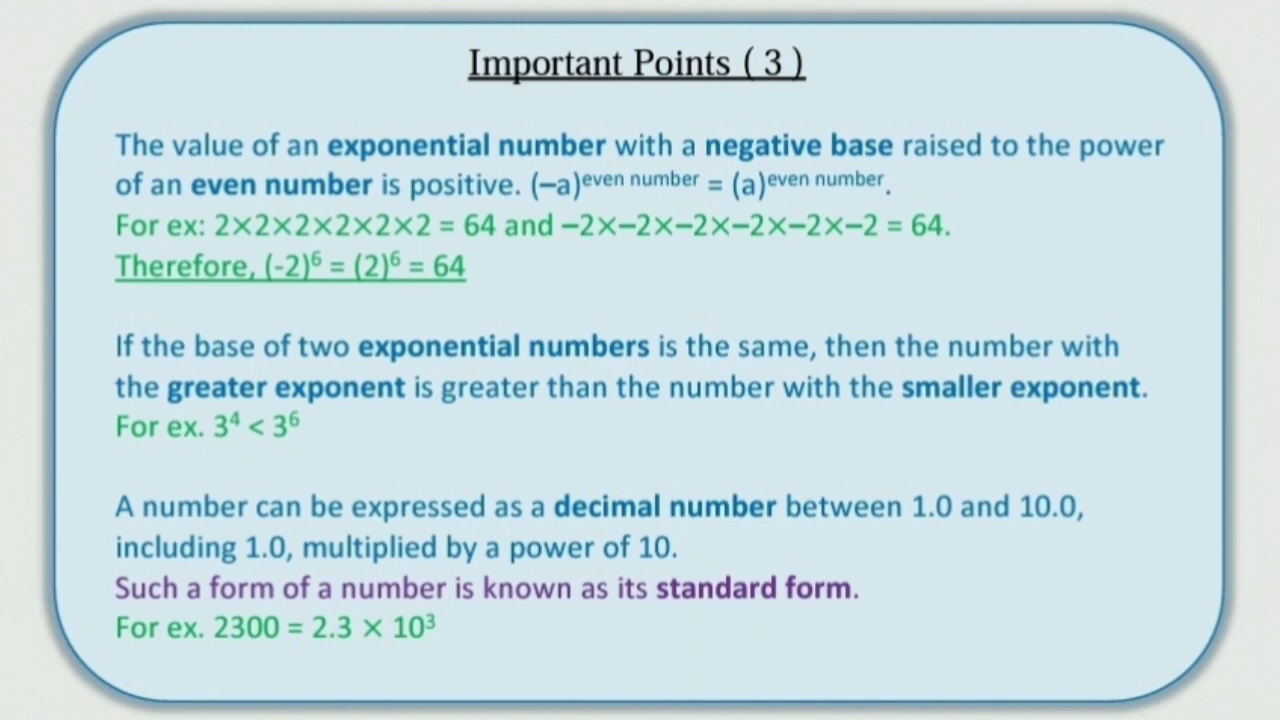 Important Points ( 3 )
The value of an exponential number with a negative base raised to the power
of an even number is positive. (–a)^even number = (a)^even number.
For ex: 2×2×2×2×2×2 = 64 and –2×–2×–2×–2×–2×–2 = 64.
Therefore, (-2)⁶ = (2)⁶ = 64
If the base of two exponential numbers is the same, then the number with
the greater exponent is greater than the number with the smaller exponent.
For ex. 3⁴ < 3⁶
A number can be expressed as a decimal number between 1.0 and 10.0,
including 1.0, multiplied by a power of 10.
Such a form of a number is known as its standard form.
For ex. 2300 = 2.3 × 10³